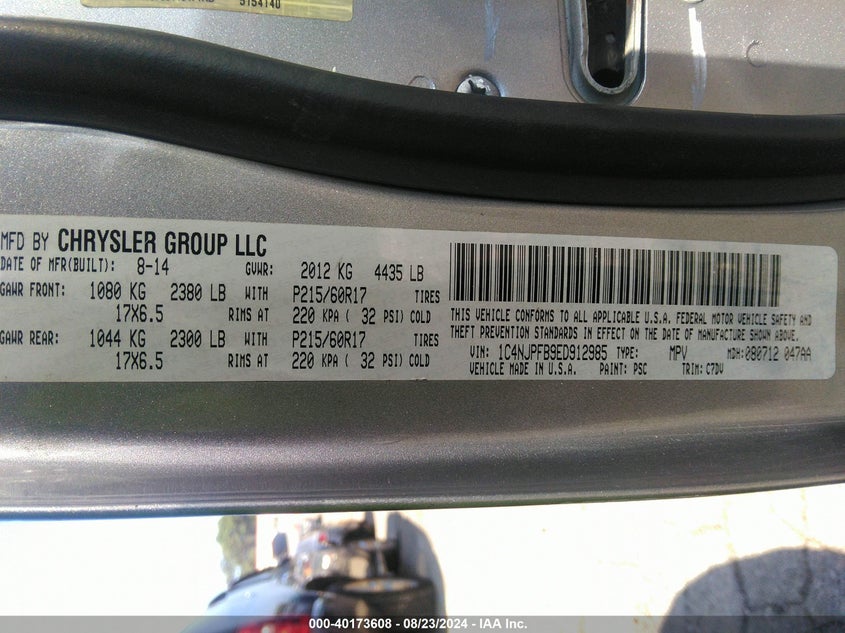 5154140
MFD BY CHRYSLER GROUP LLC
DATE OF MFR(BUILT): 8-14 GVWR: 2012 KG 4435 LB
GAWR FRONT: 1080 KG 2380 LB WITH P215/60R17 TIRES
17X6.5 RIMS AT 220 KPA ( 32 PSI) COLD
GAWR REAR: 1044 KG 2300 LB WITH P215/60R17 TIRES
17X6.5 RIMS AT 220 KPA ( 32 PSI) COLD
THIS VEHICLE CONFORMS TO ALL APPLICABLE U.S.A. FEDERAL MOTOR VEHICLE SAFETY AND
THEFT PREVENTION STANDARDS IN EFFECT ON THE DATE OF MANUFACTURE SHOWN ABOVE.
VIN: 1C4NJPFB9ED912985 TYPE: MPV MDH: 080712 047AA
VEHICLE MADE IN U.S.A. PAINT: PSC TRIM: C7DV
000-40173608 - 08/23/2024 - IAA Inc.